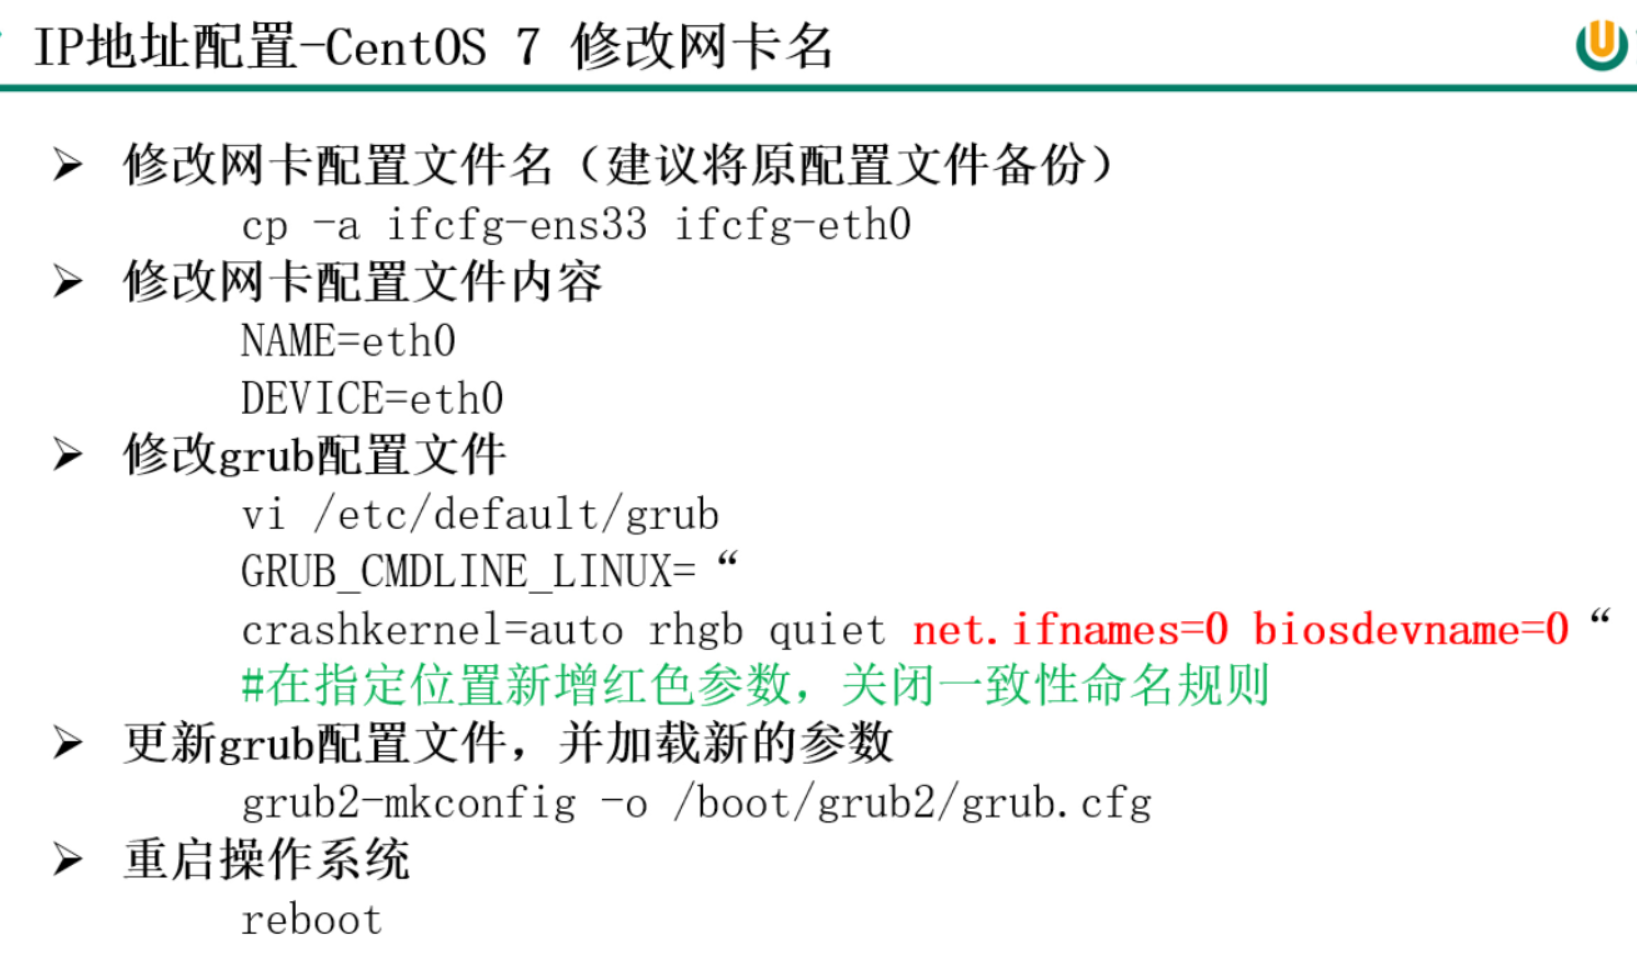 IP地址配置-CentOS 7 修改网卡名
➢ 修改网卡配置文件名（建议将原配置文件备份）
cp -a ifcfg-ens33 ifcfg-eth0
➢ 修改网卡配置文件内容
NAME=eth0
DEVICE=eth0
➢ 修改grub配置文件
vi /etc/default/grub
GRUB_CMDLINE_LINUX=“
crashkernel=auto rhgb quiet net.ifnames=0 biosdevname=0“
#在指定位置新增红色参数，关闭一致性命名规则
➢ 更新grub配置文件，并加载新的参数
grub2-mkconfig -o /boot/grub2/grub.cfg
➢ 重启操作系统
reboot